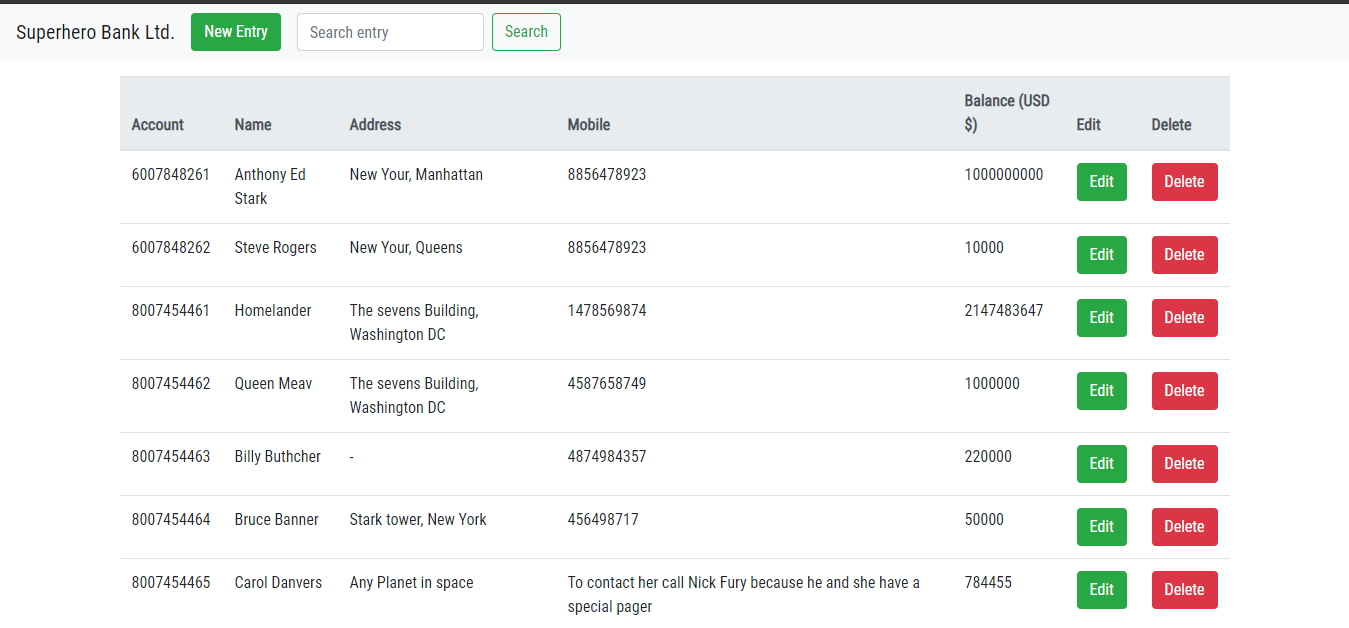 Superhero Bank Ltd. New Entry Search entry Search
Balance (USD
Account Name Address Mobile $) Edit Delete
6007848261 Anthony Ed New Your, Manhattan 8856478923 1000000000 Edit Delete
Stark
6007848262 Steve Rogers New Your, Queens 8856478923 10000 Edit Delete
8007454461 Homelander The sevens Building, 1478569874 2147483647 Edit Delete
Washington DC
8007454462 Queen Meav The sevens Building, 4587658749 1000000 Edit Delete
Washington DC
8007454463 Billy Buthcher - 4874984357 220000 Edit Delete
8007454464 Bruce Banner Stark tower, New York 456498717 50000 Edit Delete
8007454465 Carol Danvers Any Planet in space To contact her call Nick Fury because he and she have a 784455 Edit Delete
special pager